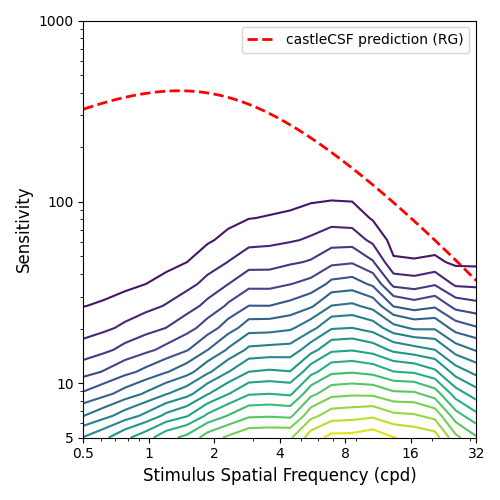 1000
castleCSF prediction (RG)
100
Sensitivity
10
5
0.5 1 2 4 8 16 32
Stimulus Spatial Frequency (cpd)